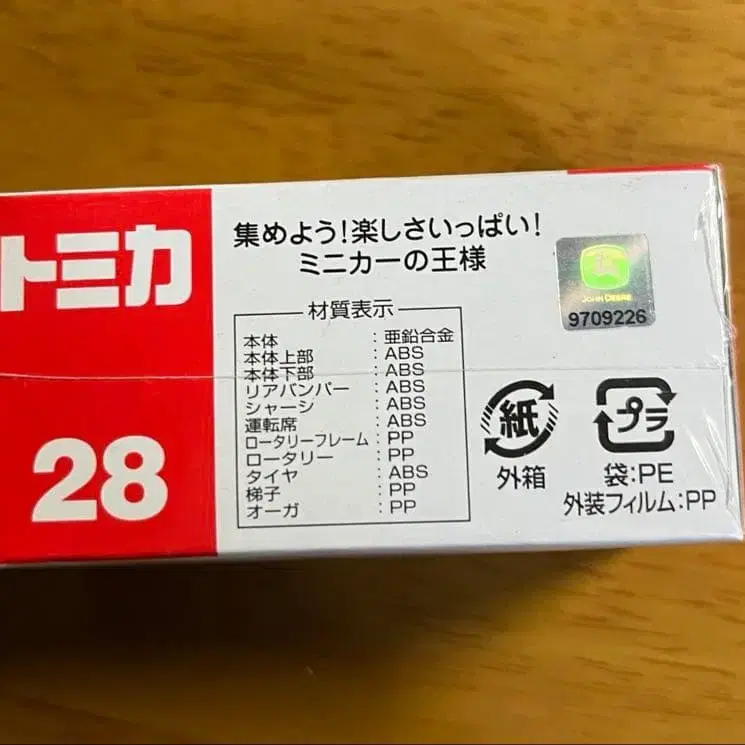 トミカ
28
集めよう!楽しさいっぱい!
ミニカーの王様
材質表示
本体 : 亜鉛合金
本体上部 : ABS
本体下部 : ABS
リアバンパー : ABS
シャーシ : ABS
運転席 : ABS
ロータリーフレーム : PP
ロータリー : PP
タイヤ : ABS
梯子 : PP
オーガ : PP
JOHN DEERE
9709226
紙
外箱
プラ
袋:PE
外装フィルム:PP